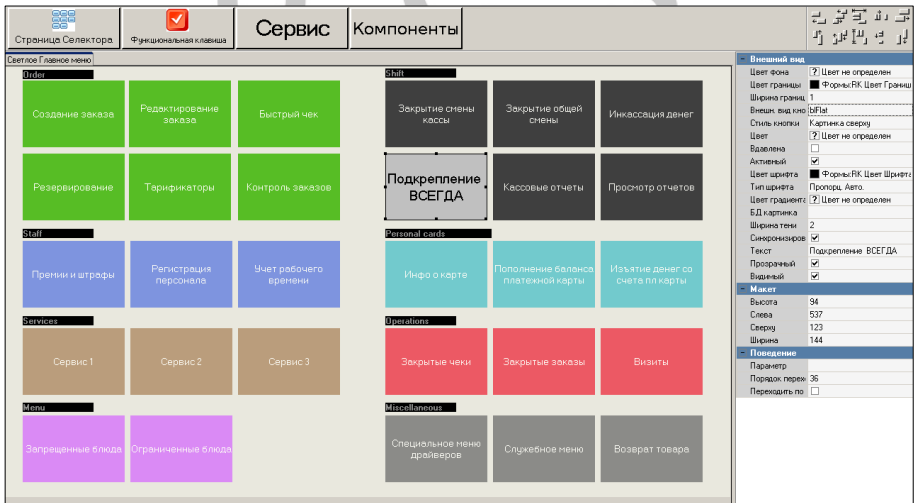 Страница Селектора
Функциональная клавиша
Сервис
Компоненты
Светлое Главное меню
Order
Создание заказа
Редактирование
заказа
Быстрый чек
Резервирование
Тарификаторы
Контроль заказов
Staff
Премии и штрафы
Регистрация
персонала
Учет рабочего
времени
Services
Сервис 1
Сервис 2
Сервис 3
Menu
Запрещенные блюда
Ограниченные блюда
Shift
Закрытие смены
кассы
Закрытие общей
смены
Инкассация денег
Подкрепление
ВСЕГДА
Кассовые отчеты
Просмотр отчетов
Personal cards
Инфо о карте
Пополнение баланса
платежной карты
Изъятие денег со
счета пл карты
Operations
Закрытые чеки
Закрытые заказы
Визиты
Miscellaneous
Специальное меню
драйверов
Служебное меню
Возврат товара
Внешний вид
Цвет фона ? Цвет не определен
Цвет границы Формы:RK Цвет Границ
Ширина границ 1
Внешн. вид кно blFlat
Стиль кнопки Картинка сверху
Цвет ? Цвет не определен
Вдавлена
Активный
Цвет шрифта Формы:RK Цвет Шрифта
Тип шрифта Пропорц. Авто.
Цвет градиента ? Цвет не определен
БД картинка
Ширина тени 2
Синхронизиров
Текст Подкрепление ВСЕГДА
Прозрачный
Видимый
Макет
Высота 94
Слева 537
Сверху 123
Ширина 144
Поведение
Параметр
Порядок перехо 36
Переходить по